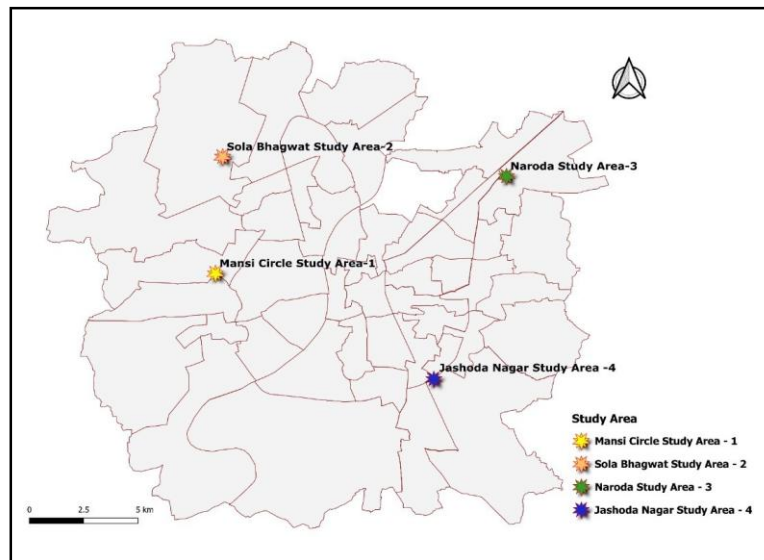 Sola Bhagwat Study Area-2
Naroda Study Area-3
Mansi Circle Study Area-1
Jashoda Nagar Study Area -4
Study Area
Mansi Circle Study Area - 1
Sola Bhagwat Study Area - 2
Naroda Study Area - 3
Jashoda Nagar Study Area - 4
0 2.5 5 km